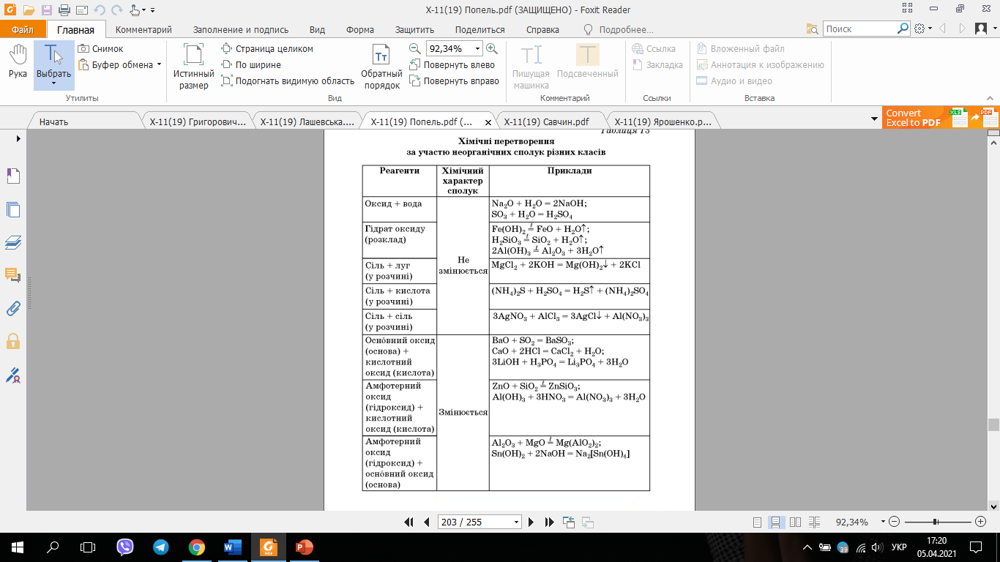 X-11(19) Попель.pdf (ЗАЩИЩЕНО) - Foxit Reader
Файл Главная Комментарий Заполнение и подпись Вид Форма Защитить Поделиться Справка Подробнее... Поиск
Рука
Выбрать
Снимок
Буфер обмена
Утилиты
Истинный размер
Страница целиком
По ширине
Подогнать видимую область
Обратный порядок
92,34%
Повернуть влево
Повернуть вправо
Вид
Пишущая машинка
Подсвеченный
Комментарий
Ссылка
Закладка
Ссылки
Вложенный файл
Аннотация к изображению
Аудио и видео
Вставка
Начать X-11(19) Григорович... X-11(19) Лашевська.... X-11(19) Попель.pdf (... X-11(19) Савчин.pdf X-11(19) Ярошенко.p...
Convert
Excel to PDF
XLS PDF
Таблиця 13
Хімічні перетворення
за участю неорганічних сполук різних класів
Реагенти
Хімічний
характер
сполук
Приклади
Оксид + вода
Na₂O + H₂O = 2NaOH;
SO₃ + H₂O = H₂SO₄
Гідрат оксиду
(розклад)
Fe(OH)₂ =ᵗ FeO + H₂O↑;
H₂SiO₃ =ᵗ SiO₂ + H₂O↑;
2Al(OH)₃ =ᵗ Al₂O₃ + 3H₂O↑
Не
змінюється
Сіль + луг
(у розчині)
MgCl₂ + 2KOH = Mg(OH)₂↓ + 2KCl
Сіль + кислота
(у розчині)
(NH₄)₂S + H₂SO₄ = H₂S↑ + (NH₄)₂SO₄
Сіль + сіль
(у розчині)
3AgNO₃ + AlCl₃ = 3AgCl↓ + Al(NO₃)₃
Осно́вний оксид
(основа) +
кислотний
оксид (кислота)
BaO + SO₂ = BaSO₃;
CaO + 2HCl = CaCl₂ + H₂O;
3LiOH + H₃PO₄ = Li₃PO₄ + 3H₂O
Амфотерний
оксид
(гідроксид) +
кислотний
оксид (кислота)
Змінюється
ZnO + SiO₂ =ᵗ ZnSiO₃;
Al(OH)₃ + 3HNO₃ = Al(NO₃)₃ + 3H₂O
Амфотерний
оксид
(гідроксид) +
осно́вний оксид
(основа)
Al₂O₃ + MgO =ᵗ Mg(AlO₂)₂;
Sn(OH)₂ + 2NaOH = Na₂[Sn(OH)₄]
203 / 255
92,34%
39
УКР
17:20
05.04.2021